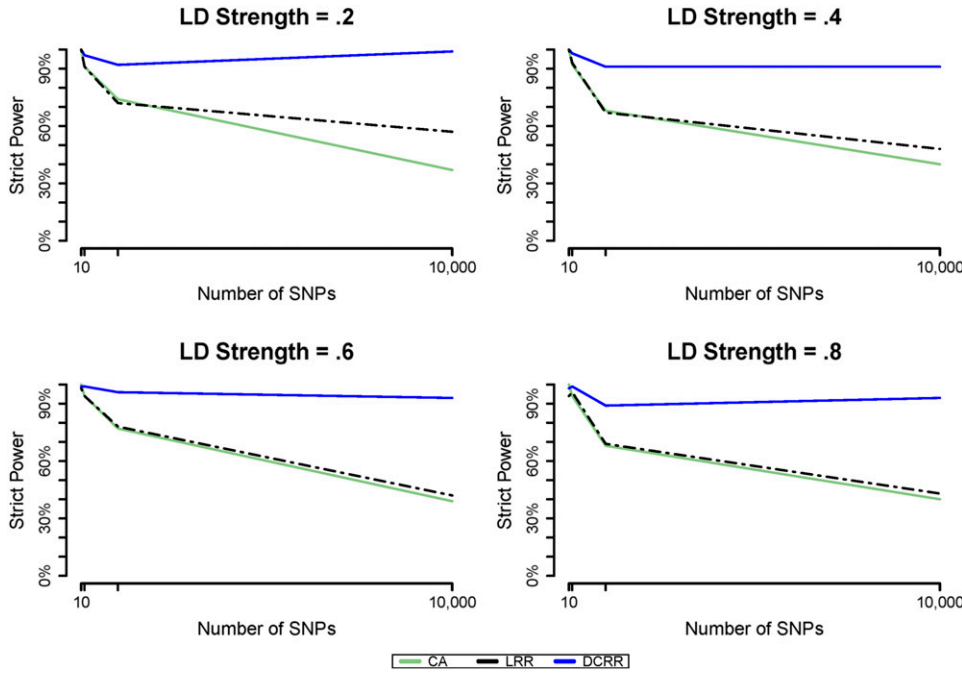 LD Strength = .2
LD Strength = .4
Strict Power
0%
30%
60%
90%
10
10,000
Number of SNPs
Strict Power
0%
30%
60%
90%
10
10,000
Number of SNPs
LD Strength = .6
LD Strength = .8
Strict Power
0%
30%
60%
90%
10
10,000
Number of SNPs
Strict Power
0%
30%
60%
90%
10
10,000
Number of SNPs
CA LRR DCRR